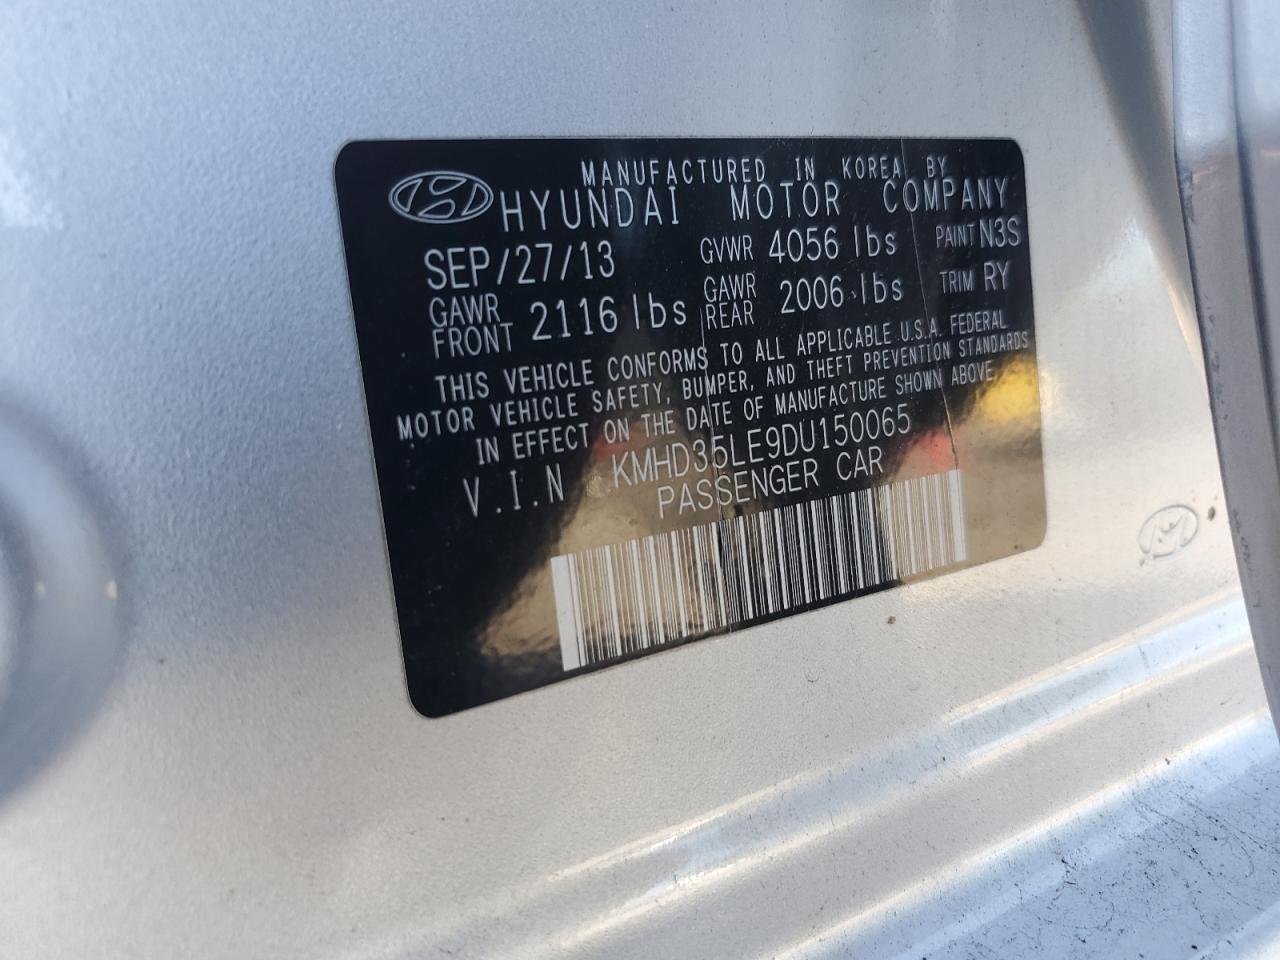 MANUFACTURED IN KOREA BY
HYUNDAI MOTOR COMPANY
SEP/27/13 GVWR 4056 lbs PAINT N3S
GAWR FRONT 2116 lbs GAWR REAR 2006 lbs TRIM RY
THIS VEHICLE CONFORMS TO ALL APPLICABLE U.S.A. FEDERAL
MOTOR VEHICLE SAFETY, BUMPER, AND THEFT PREVENTION STANDARDS
IN EFFECT ON THE DATE OF MANUFACTURE SHOWN ABOVE.
V.I.N KMHD35LE9DU150065
PASSENGER CAR